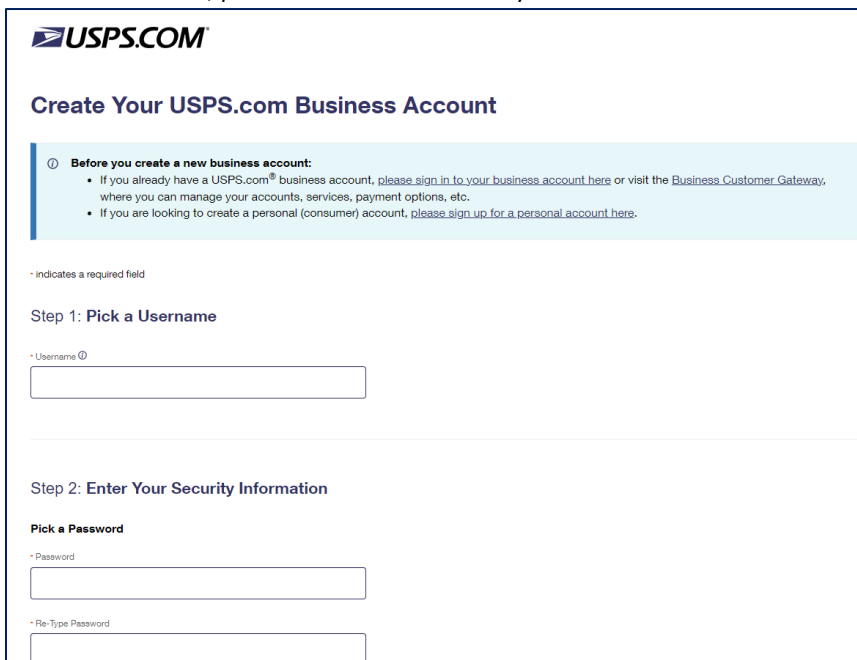 USPS.COM®
Create Your USPS.com Business Account
ⓘ Before you create a new business account:
• If you already have a USPS.com® business account, please sign in to your business account here or visit the Business Customer Gateway,
where you can manage your accounts, services, payment options, etc.
• If you are looking to create a personal (consumer) account, please sign up for a personal account here.
* indicates a required field
Step 1: Pick a Username
* Username ⓘ
Step 2: Enter Your Security Information
Pick a Password
* Password
* Re-Type Password